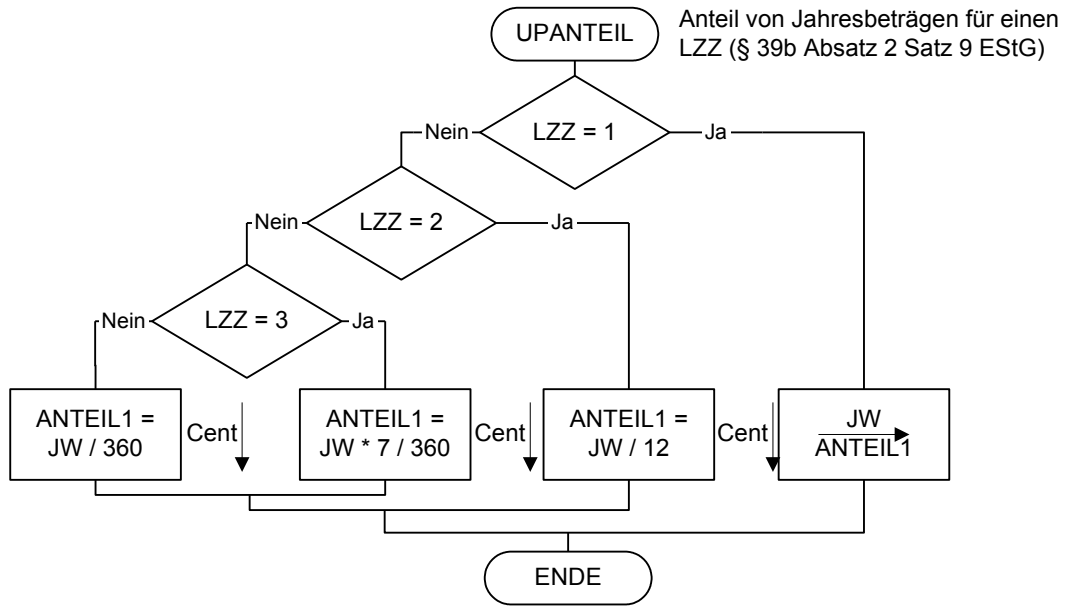 UPANTEIL
Anteil von Jahresbeträgen für einen
LZZ (§ 39b Absatz 2 Satz 9 EStG)
Nein
LZZ = 1
Ja
Nein
LZZ = 2
Ja
Nein
LZZ = 3
Ja
ANTEIL1 =
JW / 360
Cent
ANTEIL1 =
JW * 7 / 360
Cent
ANTEIL1 =
JW / 12
Cent
JW
ANTEIL1
ENDE